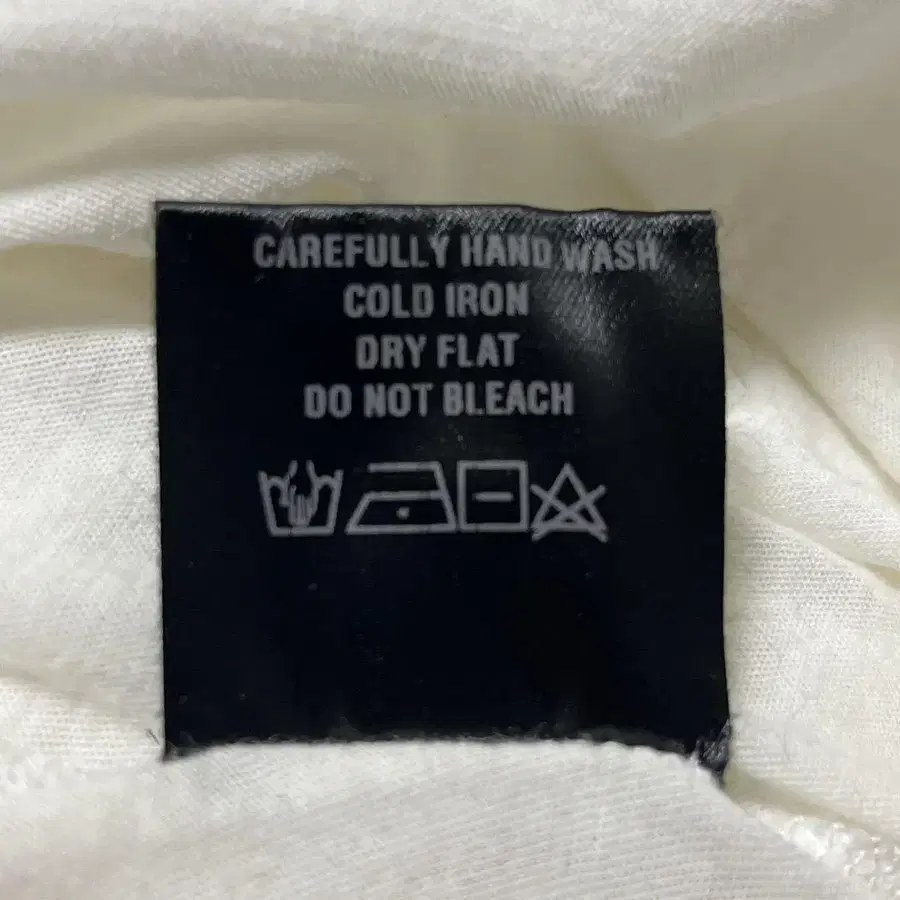 CAREFULLY HAND WASH
COLD IRON
DRY FLAT
DO NOT BLEACH